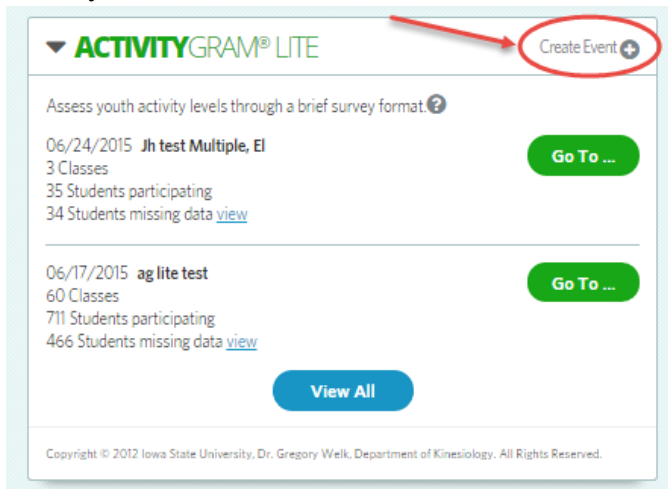 ACTIVITYGRAM® LITE
Create Event
Assess youth activity levels through a brief survey format.
06/24/2015 Jh test Multiple, El
Go To ...
3 Classes
35 Students participating
34 Students missing data view
06/17/2015 ag lite test
Go To ...
60 Classes
711 Students participating
466 Students missing data view
View All
Copyright © 2012 Iowa State University, Dr. Gregory Welk, Department of Kinesiology. All Rights Reserved.